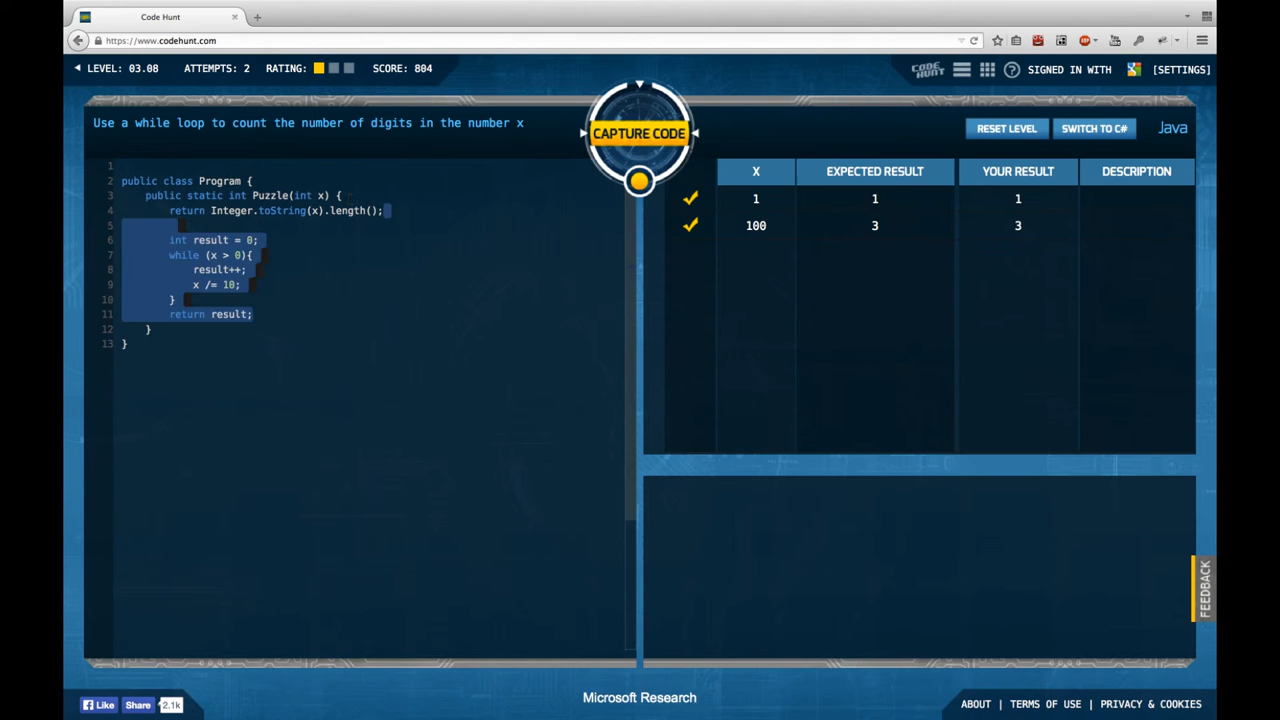 Code Hunt
https://www.codehunt.com
LEVEL: 03.08 ATTEMPTS: 2 RATING: SCORE: 804
CODE HUNT
SIGNED IN WITH [SETTINGS]
CAPTURE CODE
Use a while loop to count the number of digits in the number x
RESET LEVEL SWITCH TO C# Java
1
2 public class Program {
3 public static int Puzzle(int x) {
4 return Integer.toString(x).length();
5
6 int result = 0;
7 while (x > 0){
8 result++;
9 x /= 10;
10 }
11 return result;
12 }
13 }
X EXPECTED RESULT YOUR RESULT DESCRIPTION
1 1 1
100 3 3
FEEDBACK
Like Share 2.1k
Microsoft Research
ABOUT | TERMS OF USE | PRIVACY & COOKIES